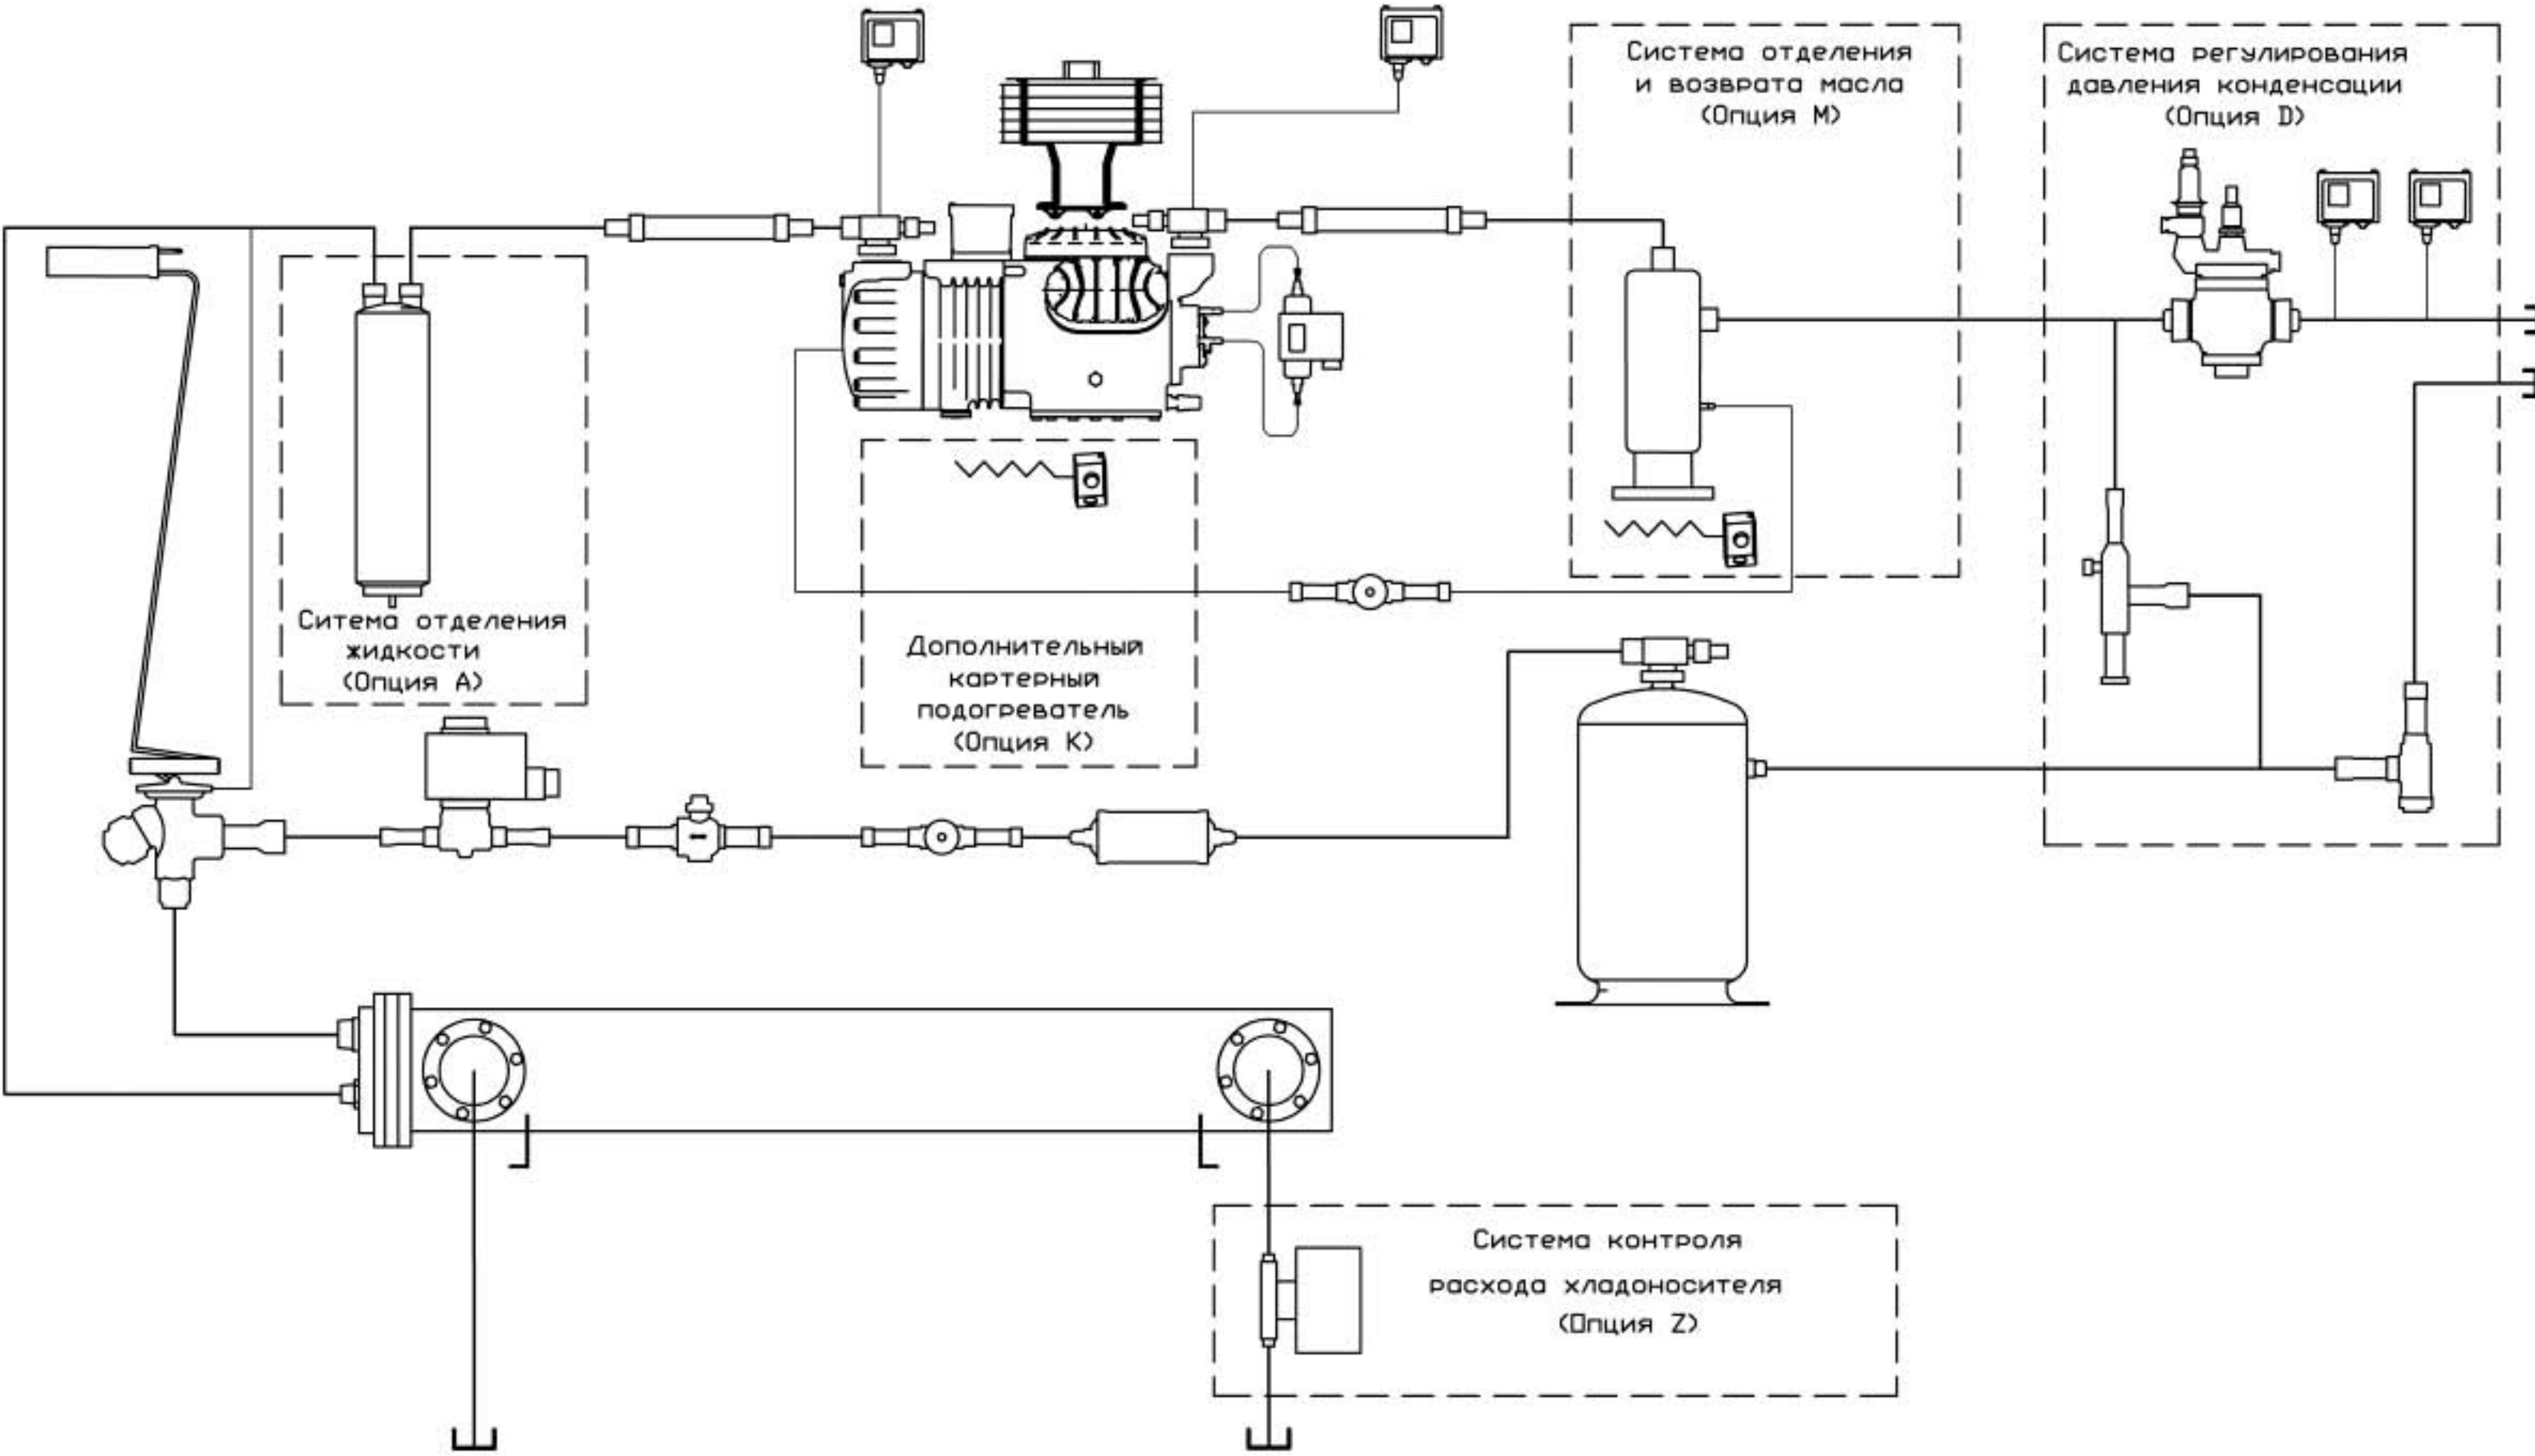 Система отделения
и возврата масла
(Опция М)
Система регулирования
давления конденсации
(Опция D)
Ситема отделения
жидкости
(Опция А)
Дополнительный
картерный
подогреватель
(Опция К)
Система контроля
расхода хладоносителя
(Опция Z)